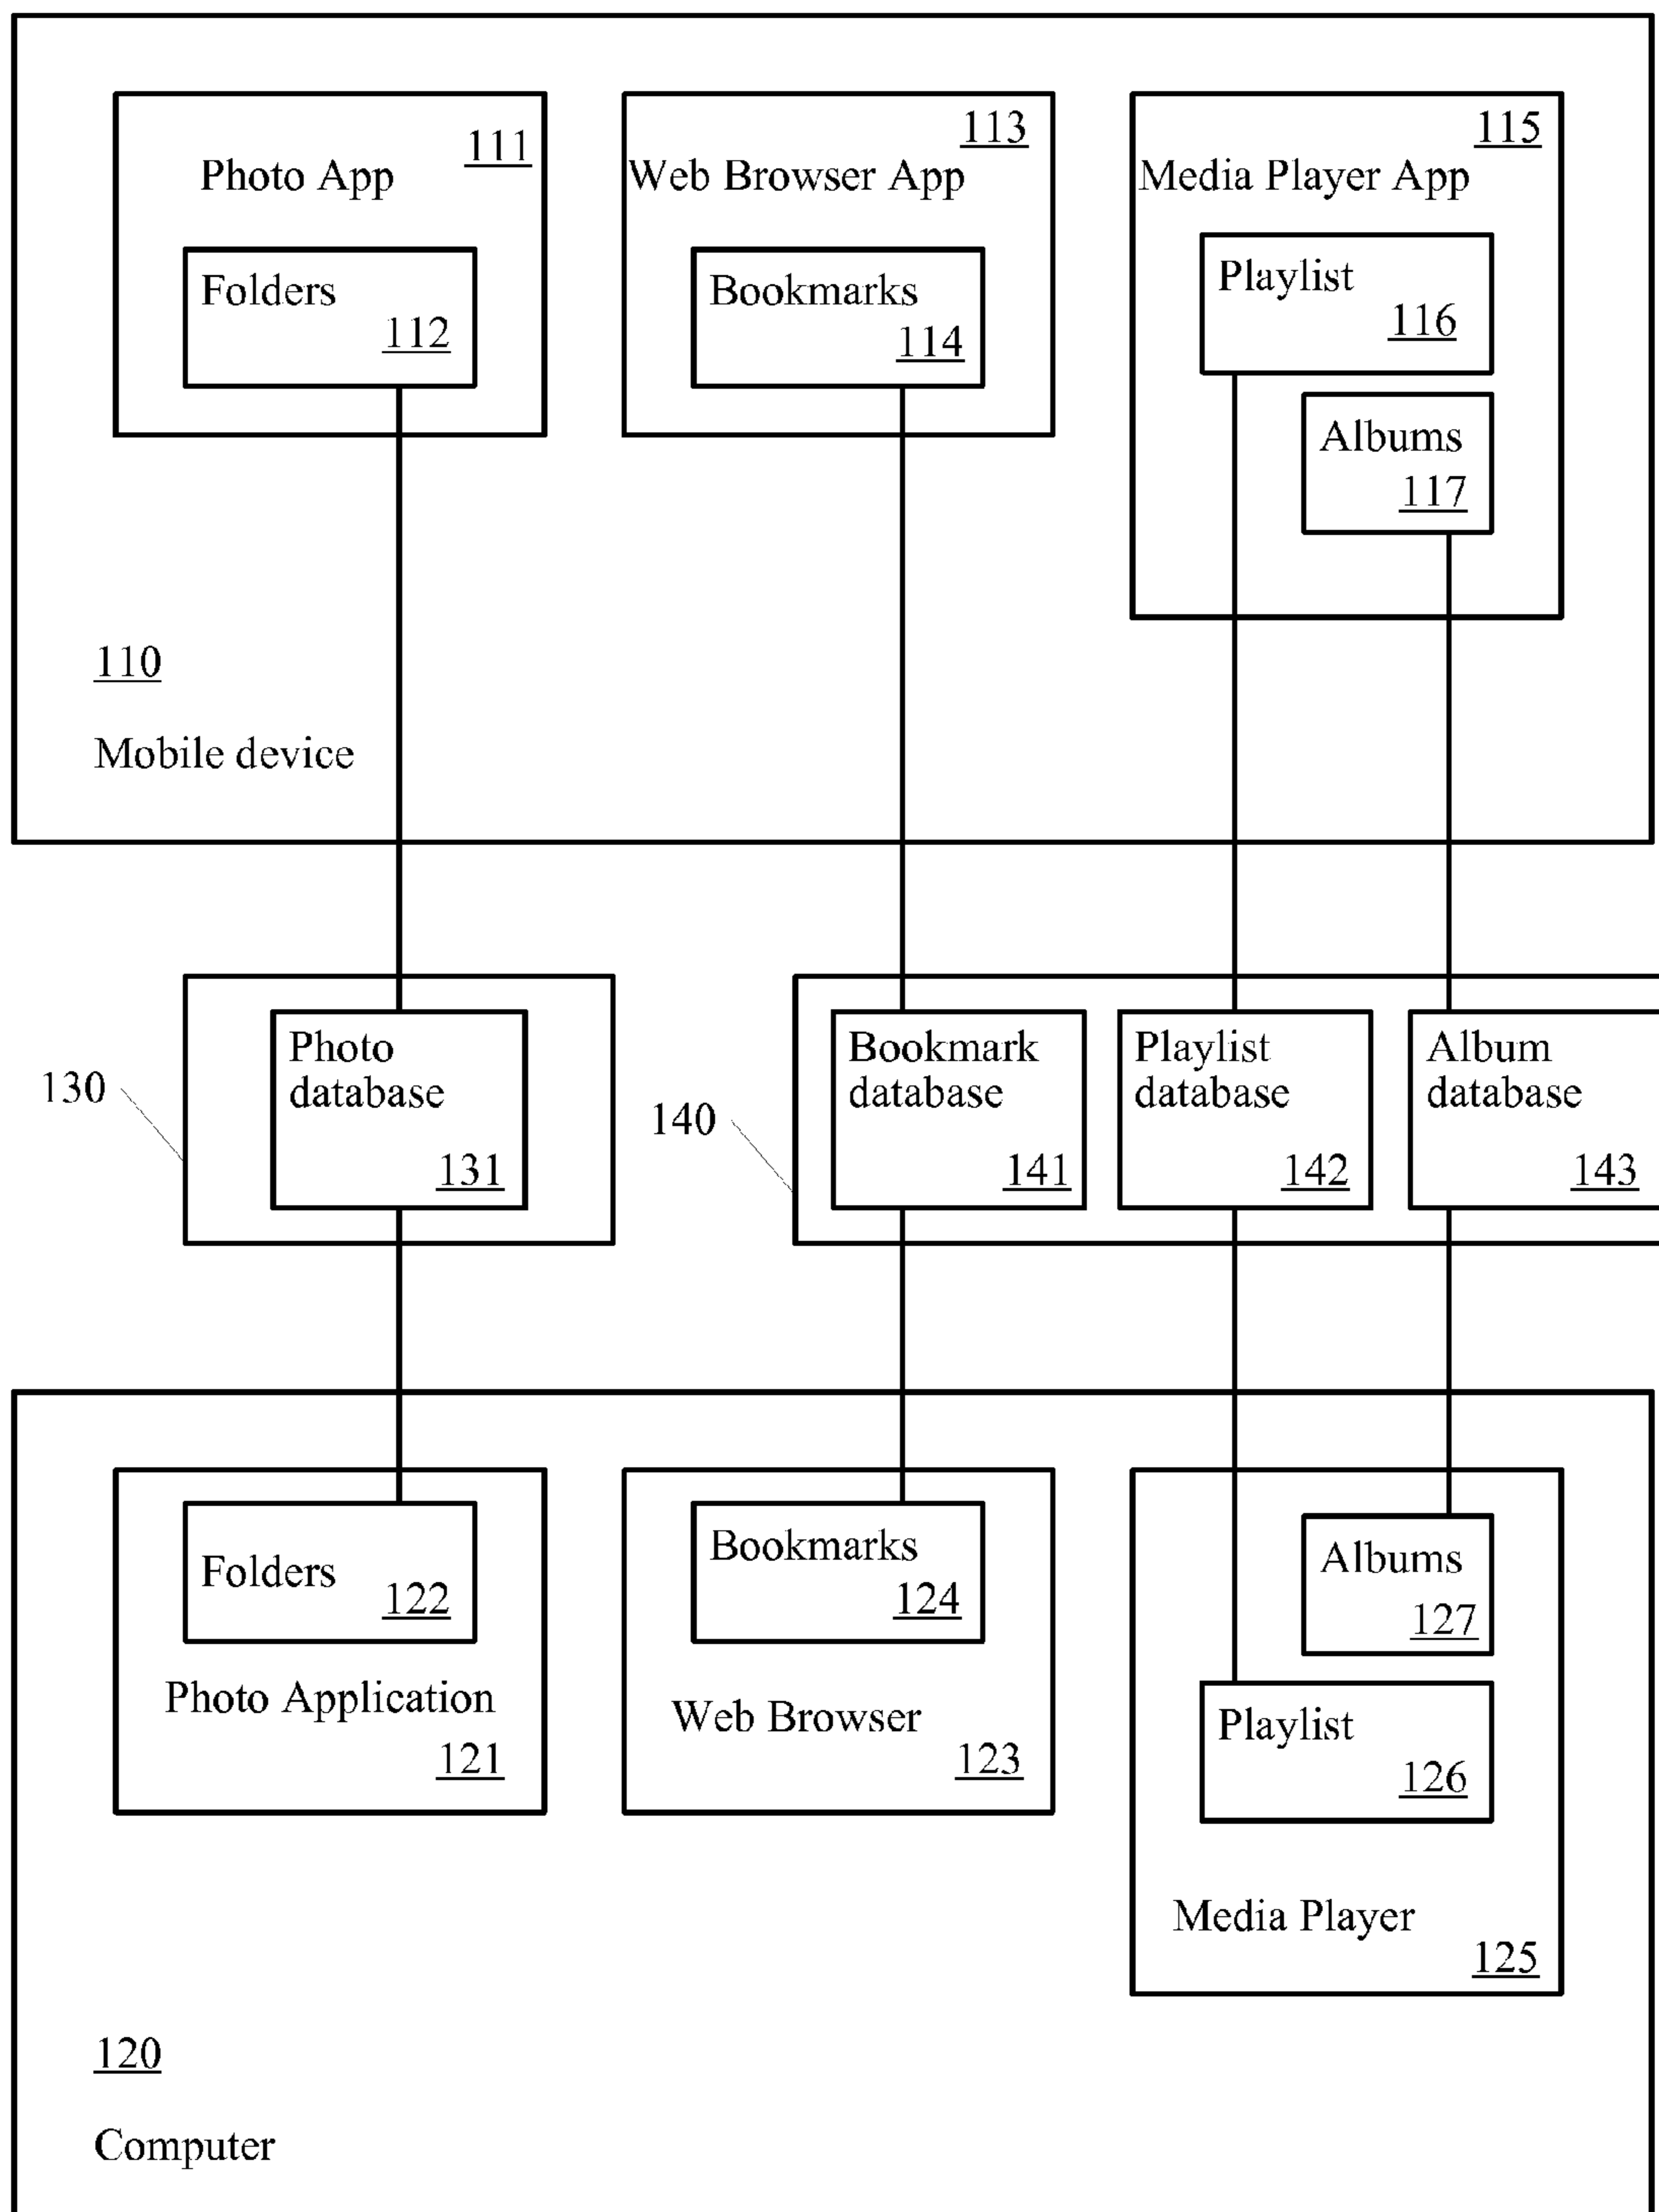 111
Photo App
Folders
112
113
Web Browser App
Bookmarks
114
115
Media Player App
Playlist
116
Albums
117
110
Mobile device
130
Photo
database
131
140
Bookmark
database
141
Playlist
database
142
Album
database
143
Folders
122
Photo Application
121
Bookmarks
124
Web Browser
123
Albums
127
Playlist
126
Media Player
125
120
Computer